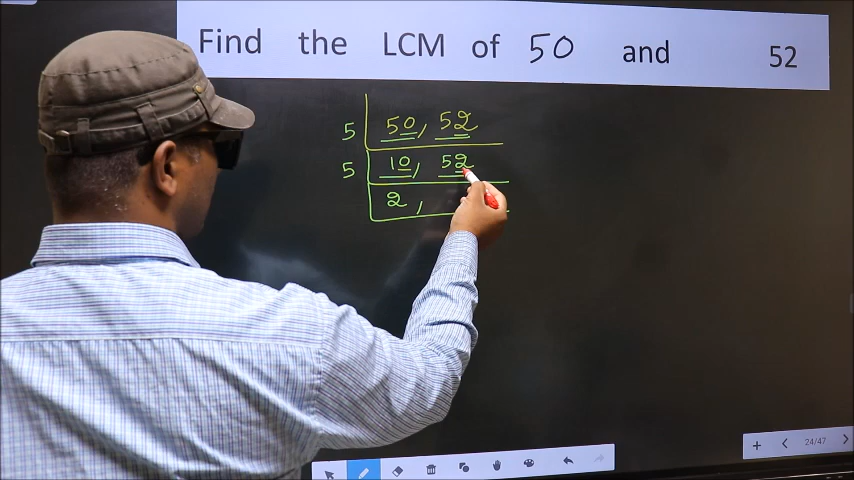 Find the LCM of 50 and 52
5 50, 52
5 10, 52
2,
24/47